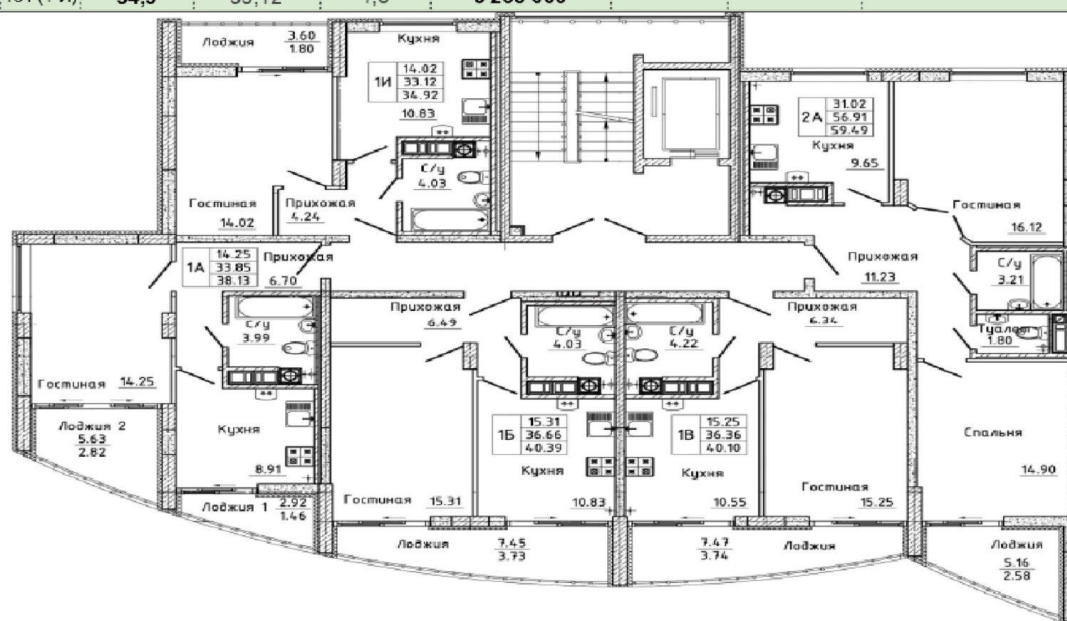 34,9
33,12
Лоджия 3.60
1.80
Кухня
1И 14.02
33.12
34.92
10.83
С/у
4.03
Гостиная
14.02
Прихожая
4.24
2А 31.02
56.91
59.49
Кухня
9.65
Гостиная
16.12
С/у
3.21
Прихожая
11.23
Туалет
1.80
1А 14.25
33.85
38.13
Прихожая
6.70
С/у
3.99
Гостиная 14.25
Лоджия 2
5.63
2.82
Кухня
8.91
Лоджия 1 2.92
1.46
Прихожая
6.49
С/у
4.03
1Б 15.31
36.66
40.39
Кухня
10.83
Гостиная 15.31
Лоджия 7.45
3.73
Прихожая
6.34
С/у
4.22
1В 15.25
36.36
40.10
Кухня
10.55
Гостиная
15.25
7.47 Лоджия
3.74
Спальня
14.90
Лоджия
5.16
2.58